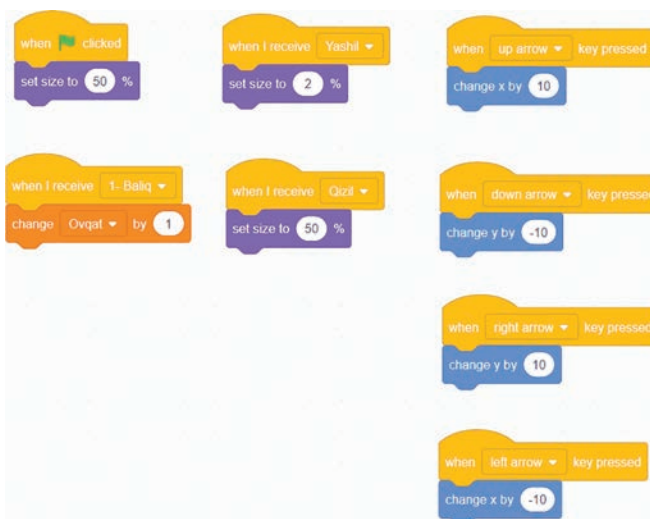 when clicked
set size to 50 %
when I receive Yashil
set size to 2 %
when up arrow key pressed
change x by 10
when I receive 1- Baliq
change Ovqat by 1
when I receive Qizil
set size to 50 %
when down arrow key pressed
change y by -10
when right arrow key pressed
change y by 10
when left arrow key pressed
change x by -10